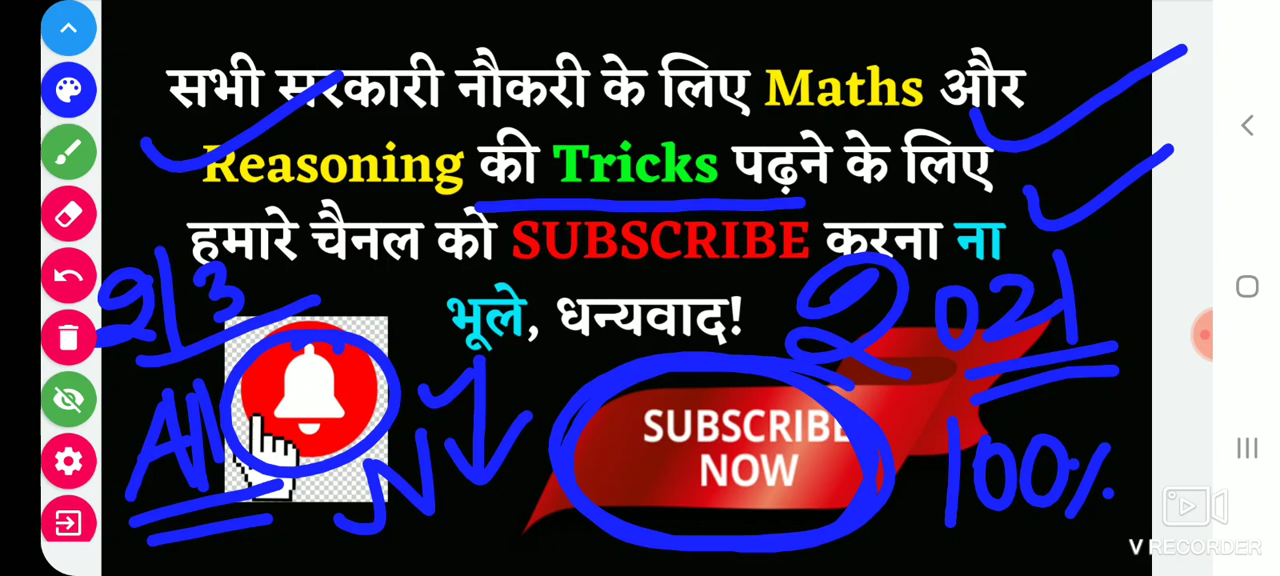 सभी सरकारी नौकरी के लिए Maths और
Reasoning की Tricks पढ़ने के लिए
हमारे चैनल को SUBSCRIBE करना ना
भूले, धन्यवाद!
2021
All
SUBSCRIBE
NOW
100%
V RECORDER